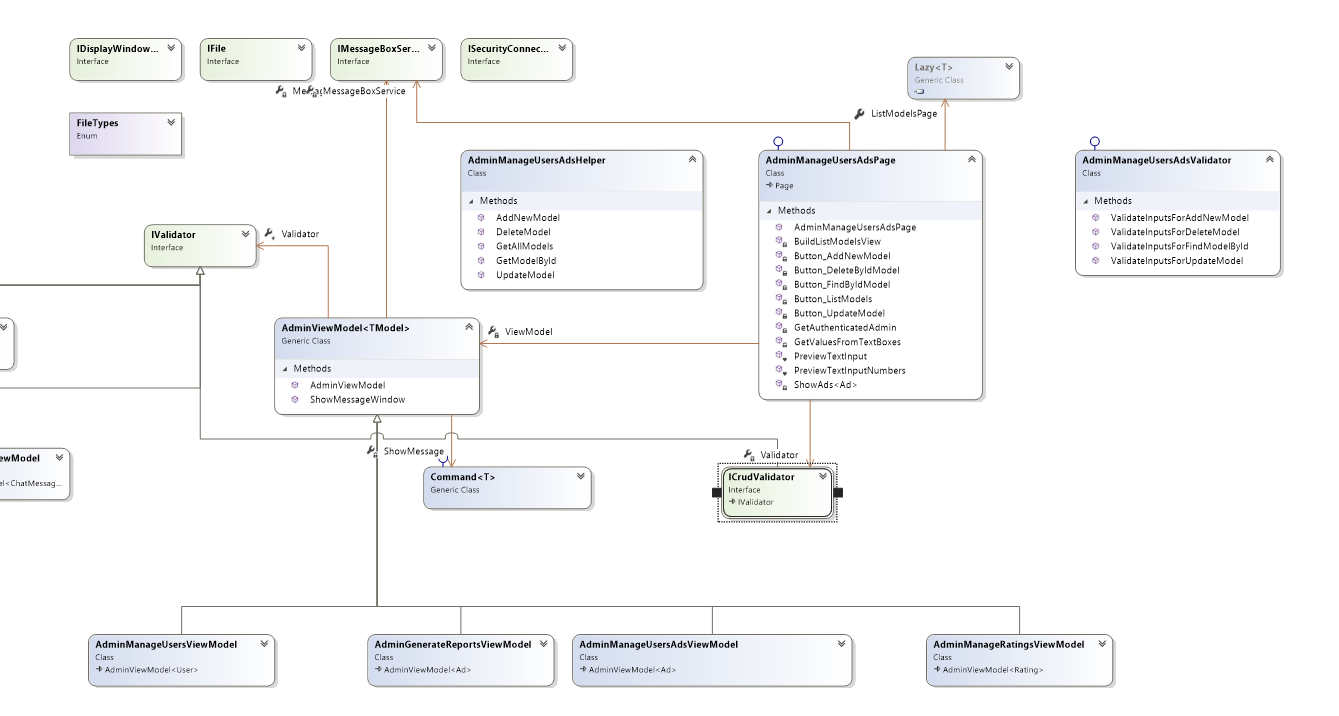 IDisplayWindow...
Interface
IFile
Interface
IMessageBoxSer...
Interface
ISecurityConnec...
Interface
Lazy<T>
Generic Class
MessageBoxService
ListModelsPage
FileTypes
Enum
AdminManageUsersAdsHelper
Class
Methods
AddNewModel
DeleteModel
GetAllModels
GetModelById
UpdateModel
AdminManageUsersAdsPage
Class
Page
Methods
AdminManageUsersAdsPage
BuildListModelsView
Button_AddNewModel
Button_DeleteByIdModel
Button_FindByIdModel
Button_ListModels
Button_UpdateModel
GetAuthenticatedAdmin
GetValuesFromTextBoxes
PreviewTextInput
PreviewTextInputNumbers
ShowAds<Ad>
AdminManageUsersAdsValidator
Class
Methods
ValidateInputsForAddNewModel
ValidateInputsForDeleteModel
ValidateInputsForFindModelById
ValidateInputsForUpdateModel
IValidator
Interface
Validator
AdminViewModel<TModel>
Generic Class
Methods
AdminViewModel
ShowMessageWindow
ViewModel
ewModel
el<ChatMessag...
ShowMessage
Command<T>
Generic Class
Validator
ICrudValidator
Interface
IValidator
AdminManageUsersViewModel
Class
AdminViewModel<User>
AdminGenerateReportsViewModel
Class
AdminViewModel<Ad>
AdminManageUsersAdsViewModel
Class
AdminViewModel<Ad>
AdminManageRatingsViewModel
Class
AdminViewModel<Rating>